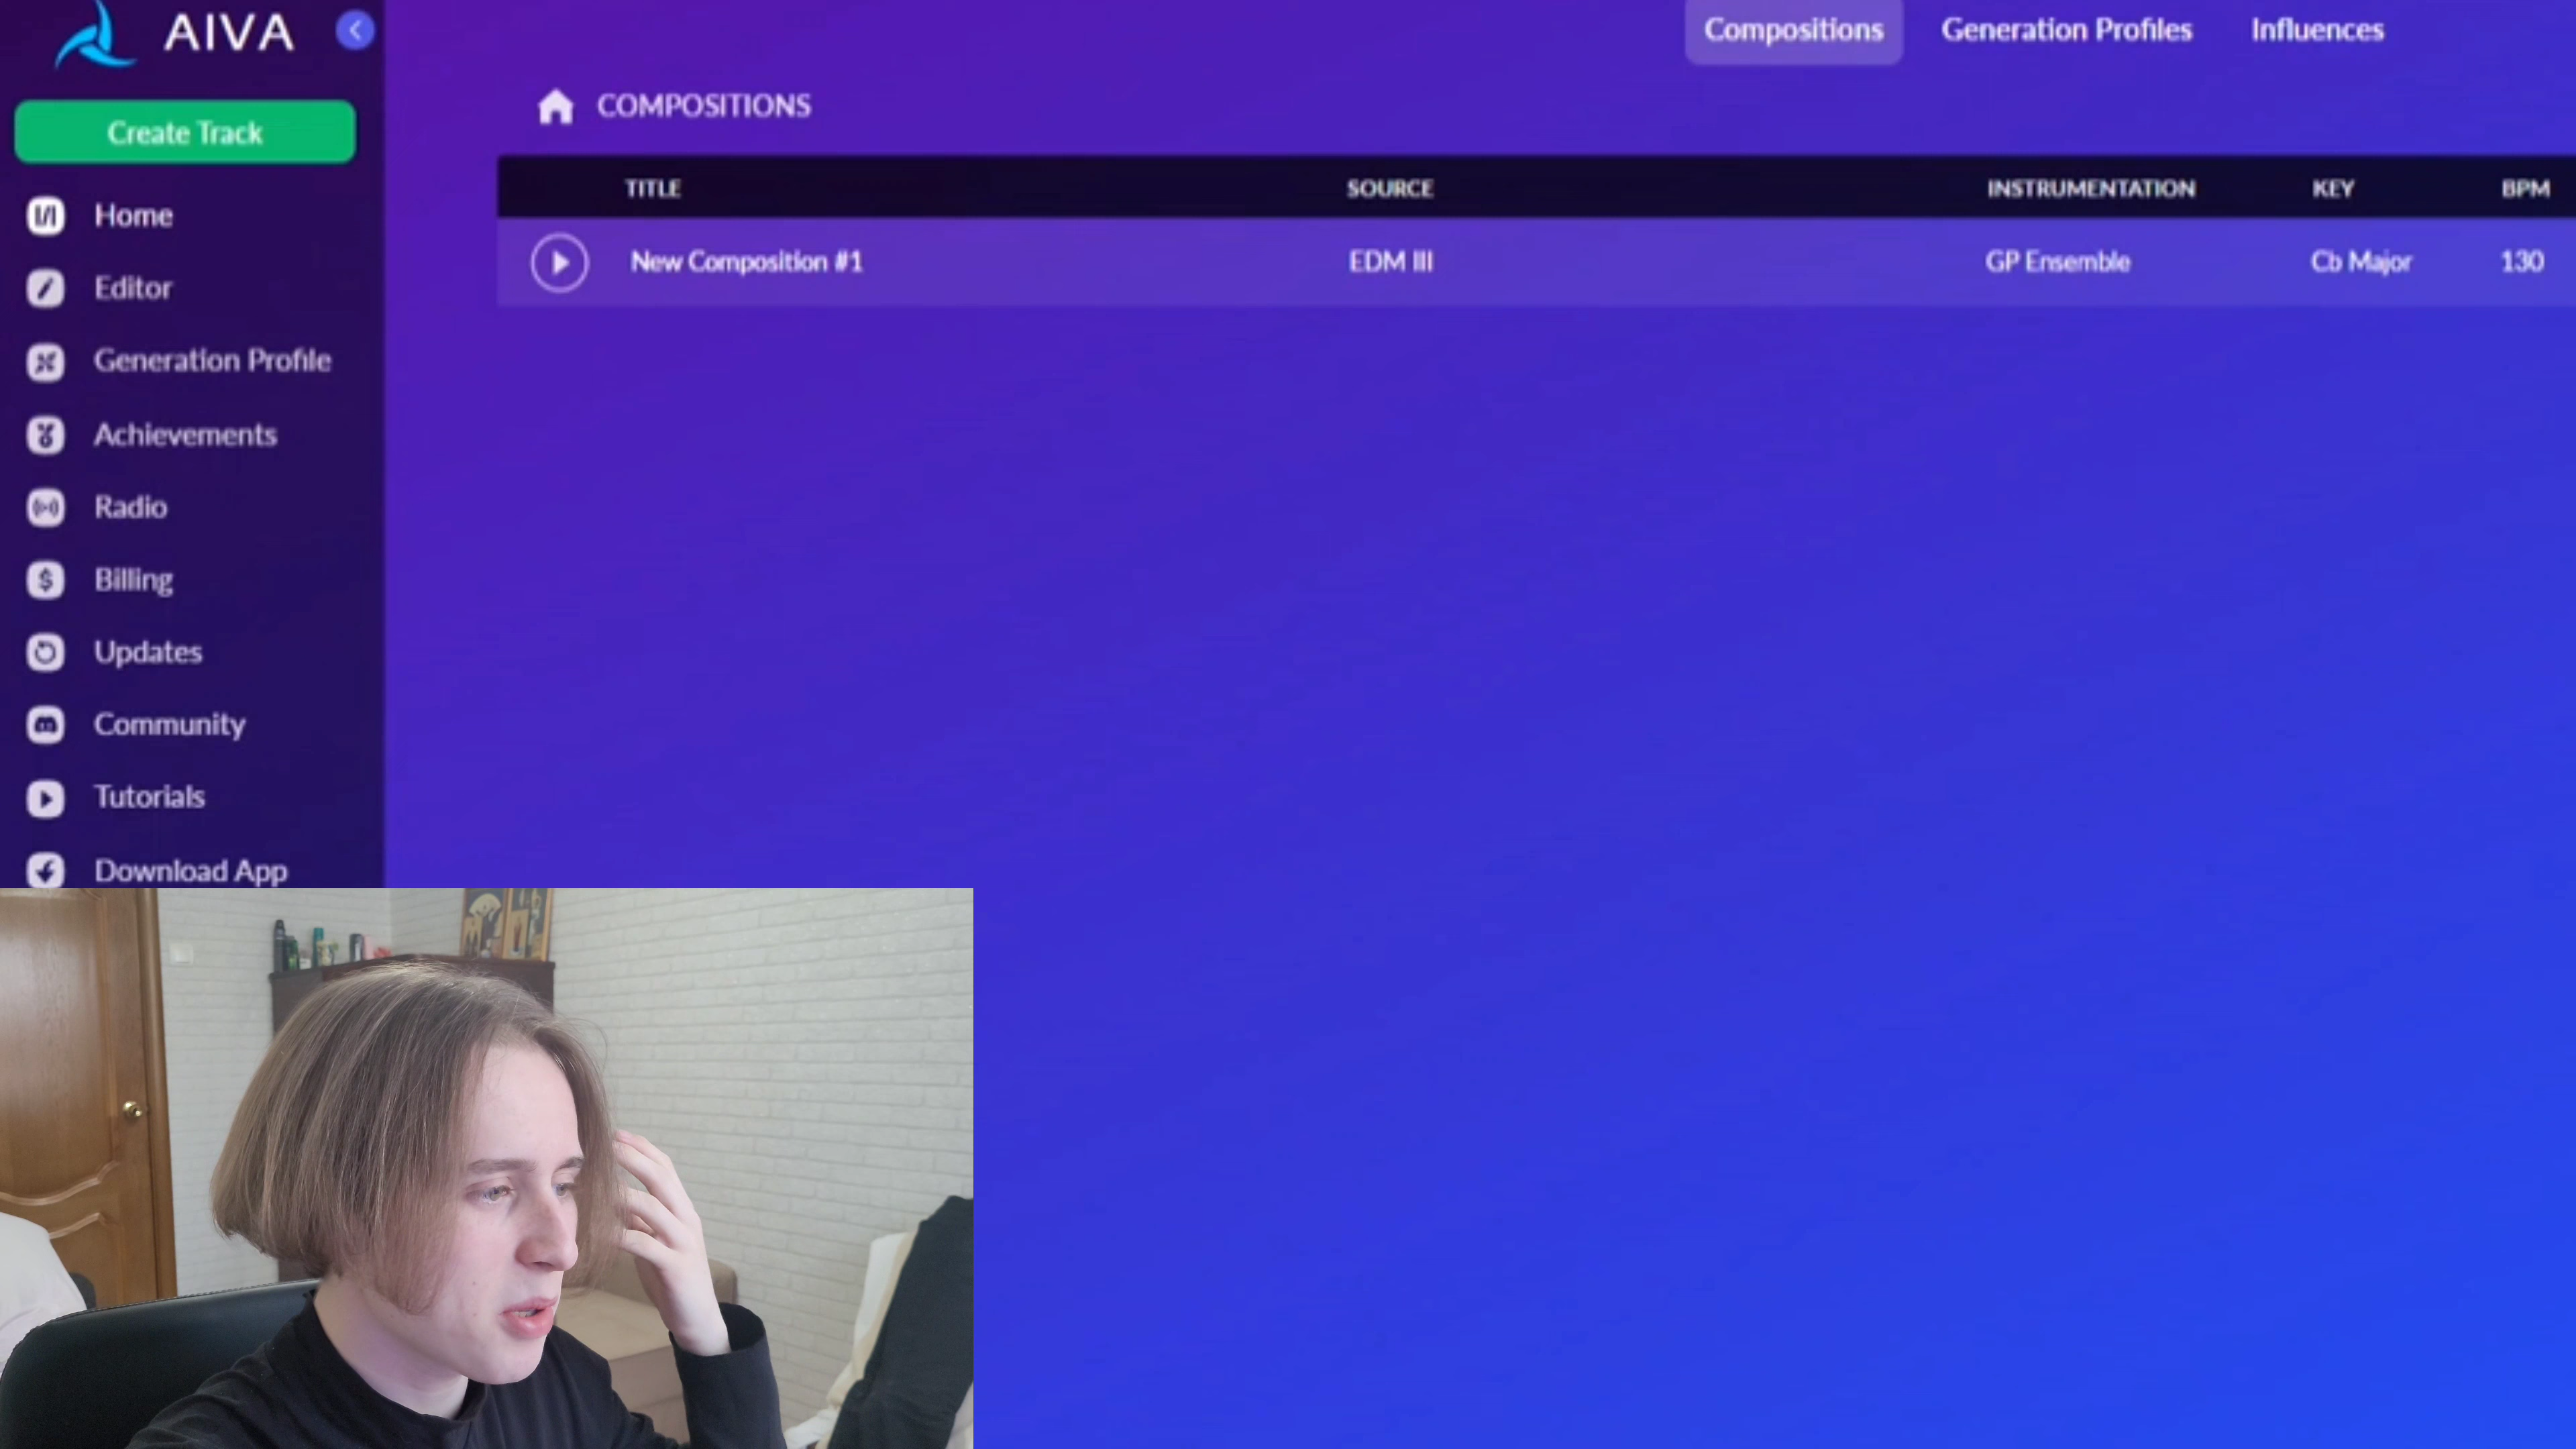 AIVA
Compositions Generation Profiles Influences
COMPOSITIONS
Create Track
TITLE SOURCE INSTRUMENTATION KEY BPM
Home
New Composition #1 EDM III GP Ensemble Cb Major 130
Editor
Generation Profile
Achievements
Radio
Billing
Updates
Community
Tutorials
Download App